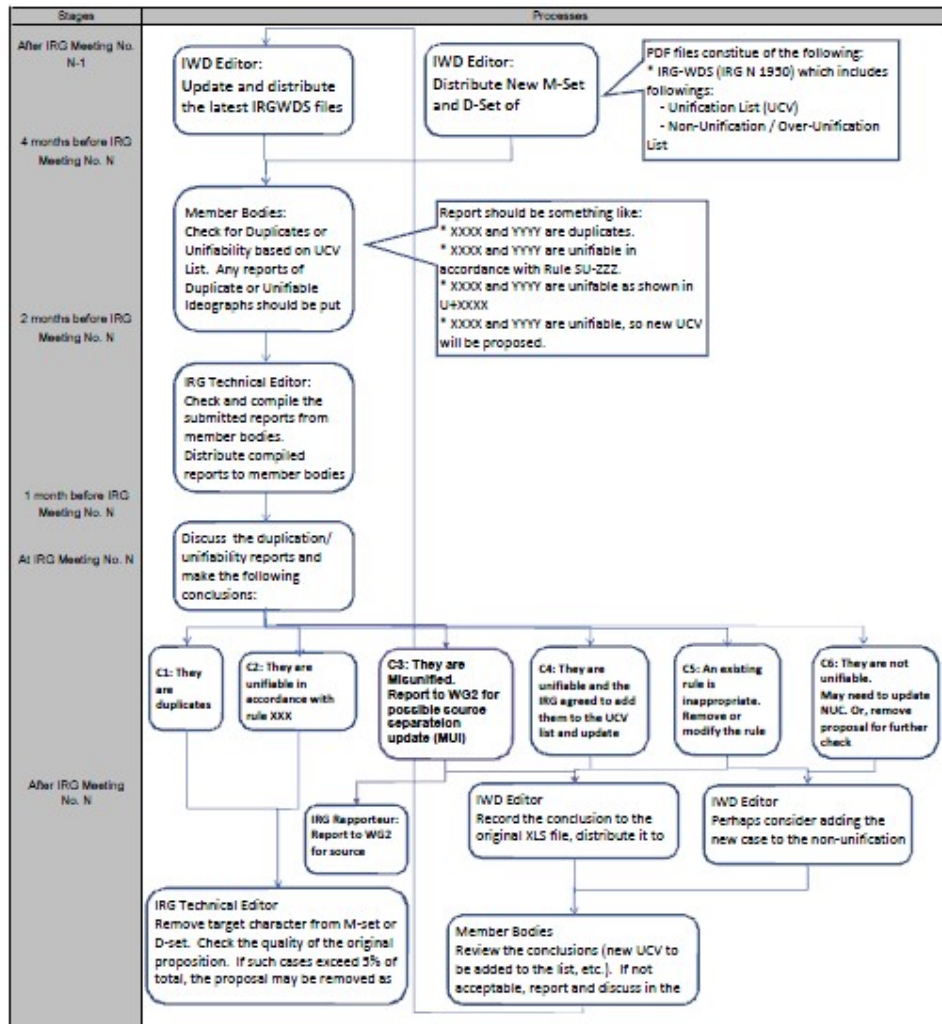 Stages
Processes
After IRG Meeting No.
N-1
IWD Editor:
Update and distribute
the latest IRGWDS files
IWD Editor:
Distribute New M-Set
and D-Set of
PDF files constitue of the following:
* IRG-WDS (IRG N 1950) which includes
followings:
- Unification List (UCV)
- Non-Unification / Over-Unification
List
4 months before IRG
Meeting No. N
Member Bodies:
Check for Duplicates or
Unifiability based on UCV
List. Any reports of
Duplicate or Unifiable
Ideographs should be put
Report should be something like:
* XXXX and YYYY are duplicates.
* XXXX and YYYY are unifiable in
accordance with Rule SU-ZZZ.
* XXXX and YYYY are unifable as shown in
U+XXXX
* XXXX and YYYY are unifiable, so new UCV
will be proposed.
2 months before IRG
Meeting No. N
IRG Technical Editor:
Check and compile the
submitted reports from
member bodies.
Distribute compiled
reports to member bodies
1 month before IRG
Meeting No. N
At IRG Meeting No. N
Discuss the duplication/
unifiability reports and
make the following
conclusions:
C1: They
are
duplicates
C2: They are
unifiable in
accordance with
rule XXX
C3: They are
Misunified.
Report to WG2 for
possible source
separateion
update (MUI)
C4: They are
unifiable and the
IRG agreed to add
them to the UCV
list and update
C5: An existing
rule is
inappropriate.
Remove or
modify the rule
C6: They are not
unifiable.
May need to update
NUC. Or, remove
proposal for further
check
After IRG Meeting
No. N
IRG Rapporteur:
Report to WG2
for source
IWD Editor
Record the conclusion to the
original XLS file, distribute it to
IWD Editor
Perhaps consider adding the
new case to the non-unification
IRG Technical Editor
Remove target character from M-set or
D-set. Check the quality of the original
proposition. If such cases exceed 5% of
total, the proposal may be removed as
Member Bodies
Review the conclusions (new UCV to
be added to the list, etc.). If not
acceptable, report and discuss in the